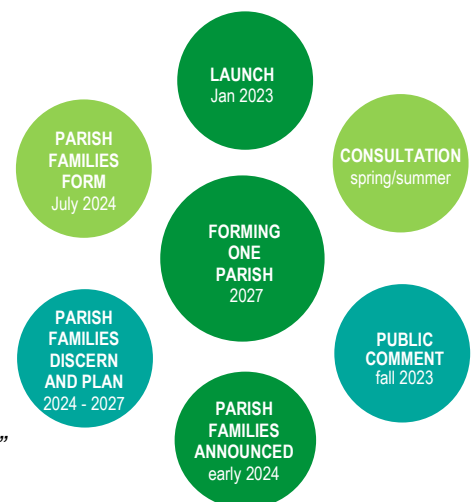 LAUNCH
Jan 2023
CONSULTATION
spring/summer
PUBLIC
COMMENT
fall 2023
PARISH
FAMILIES
ANNOUNCED
early 2024
PARISH
FAMILIES
FORM
July 2024
PARISH
FAMILIES
DISCERN
AND PLAN
2024 - 2027
FORMING
ONE
PARISH
2027
”